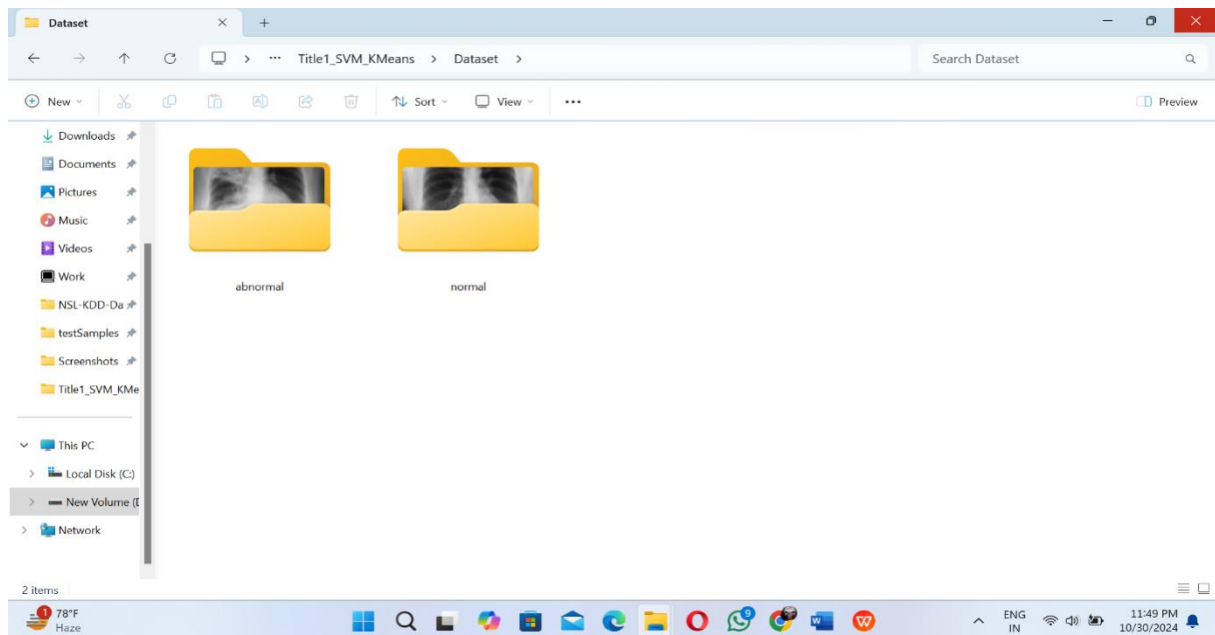 Dataset
Title1_SVM_KMeans > Dataset >
Search Dataset
New
Sort
View
Preview
Downloads
Documents
Pictures
Music
Videos
Work
NSL-KDD-Da
testSamples
Screenshots
Title1_SVM_KMe
This PC
Local Disk (C:)
New Volume (D
Network
abnormal
normal
2 items
1
78°F
Haze
9
ENG
IN
11:49 PM
10/30/2024